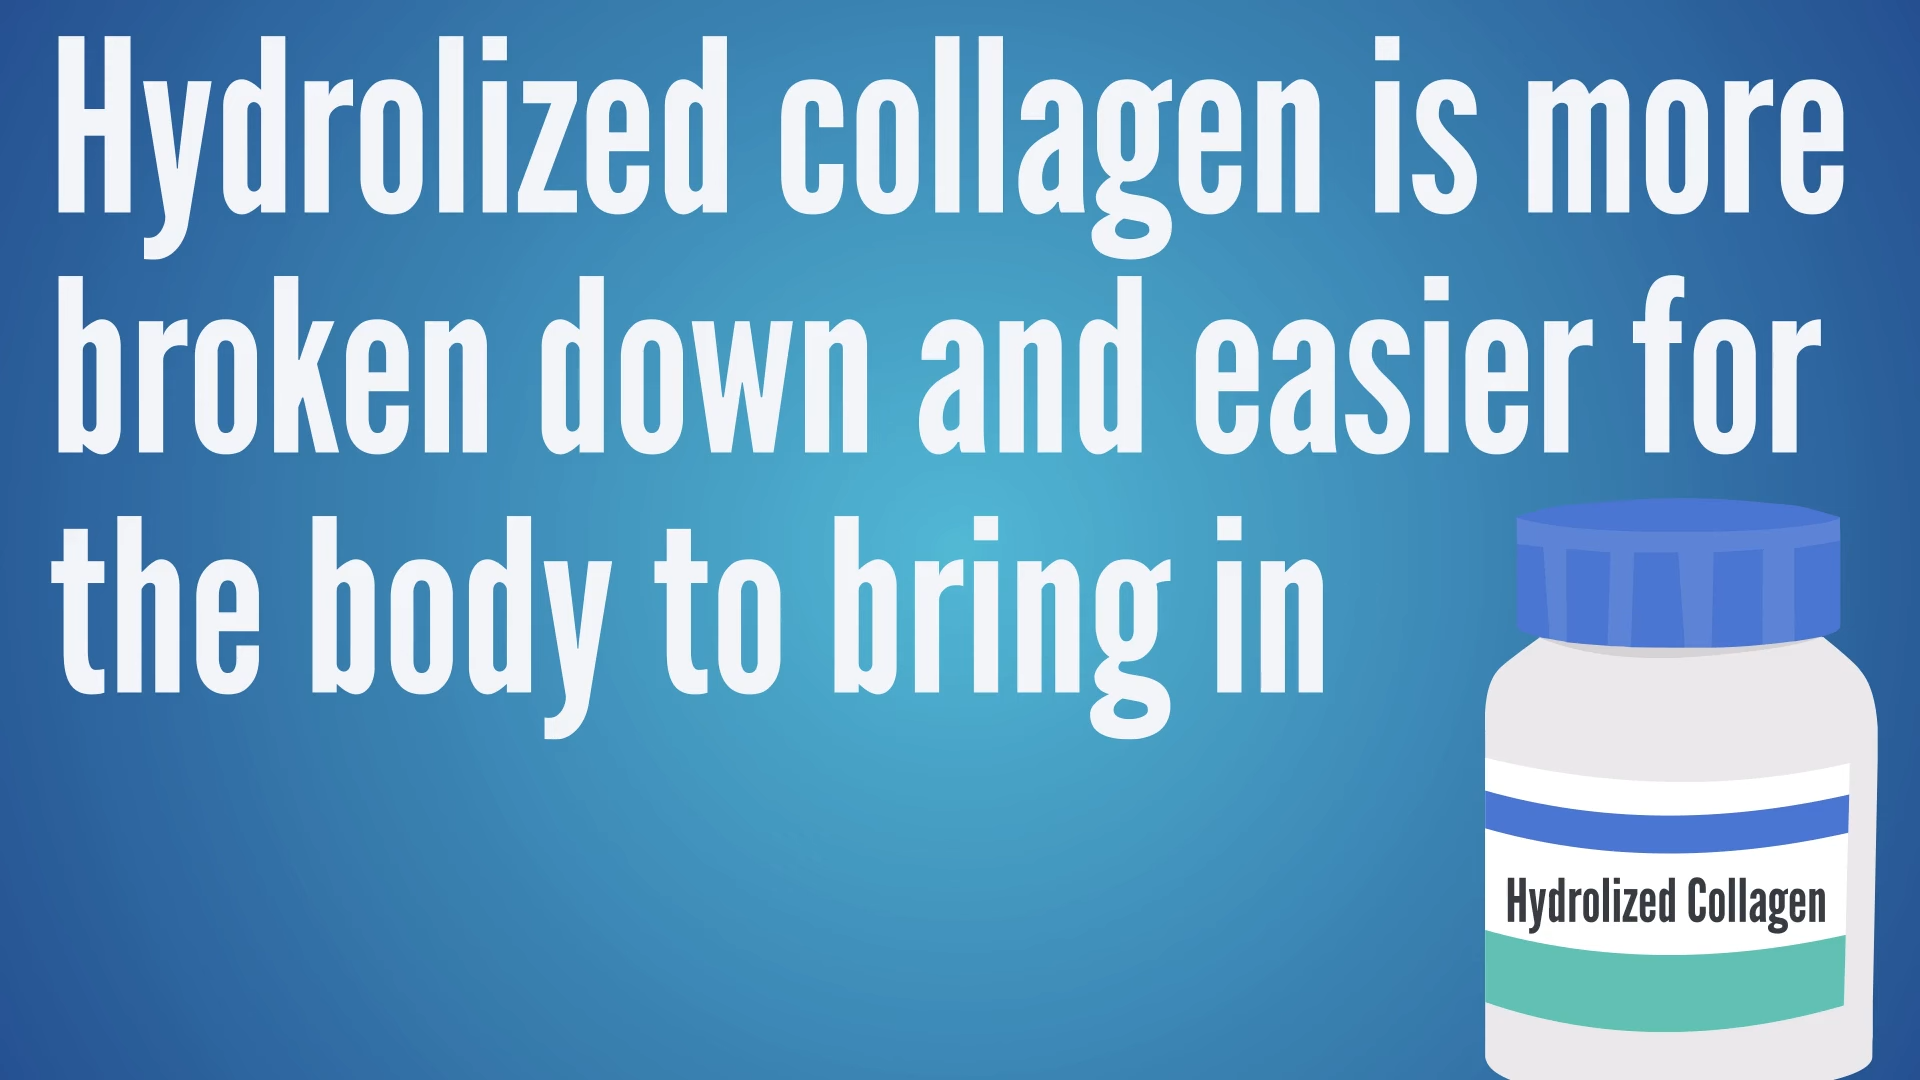 Hydrolized collagen is more
broken down and easier for
the body to bring in
Hydrolized Collagen